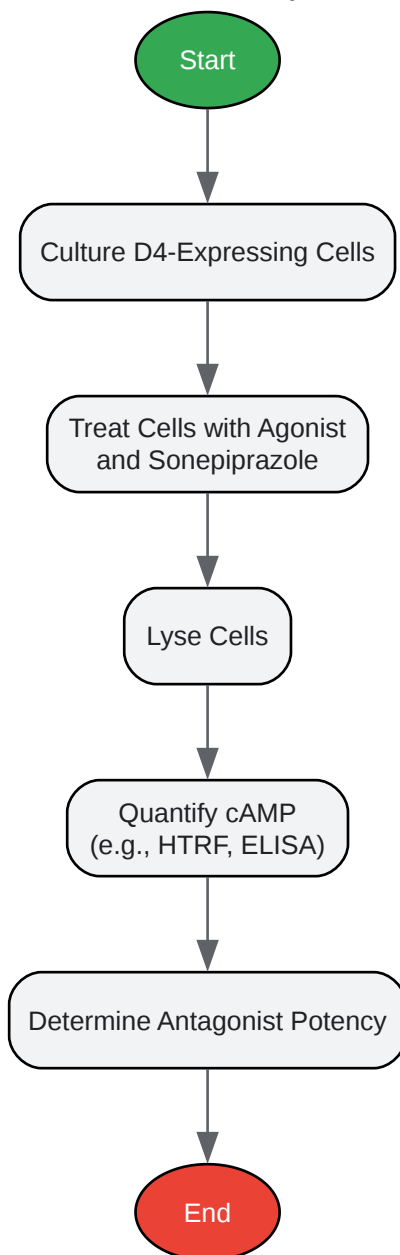 Start
Culture D4-Expressing Cells
Treat Cells with Agonist
and Sonepiprazole
Lyse Cells
Quantify cAMP
(e.g., HTRF, ELISA)
Determine Antagonist Potency
End